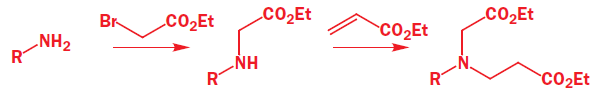 R NH₂
Br CO₂Et
R NH CO₂Et
CO₂Et
R N CO₂Et CO₂Et